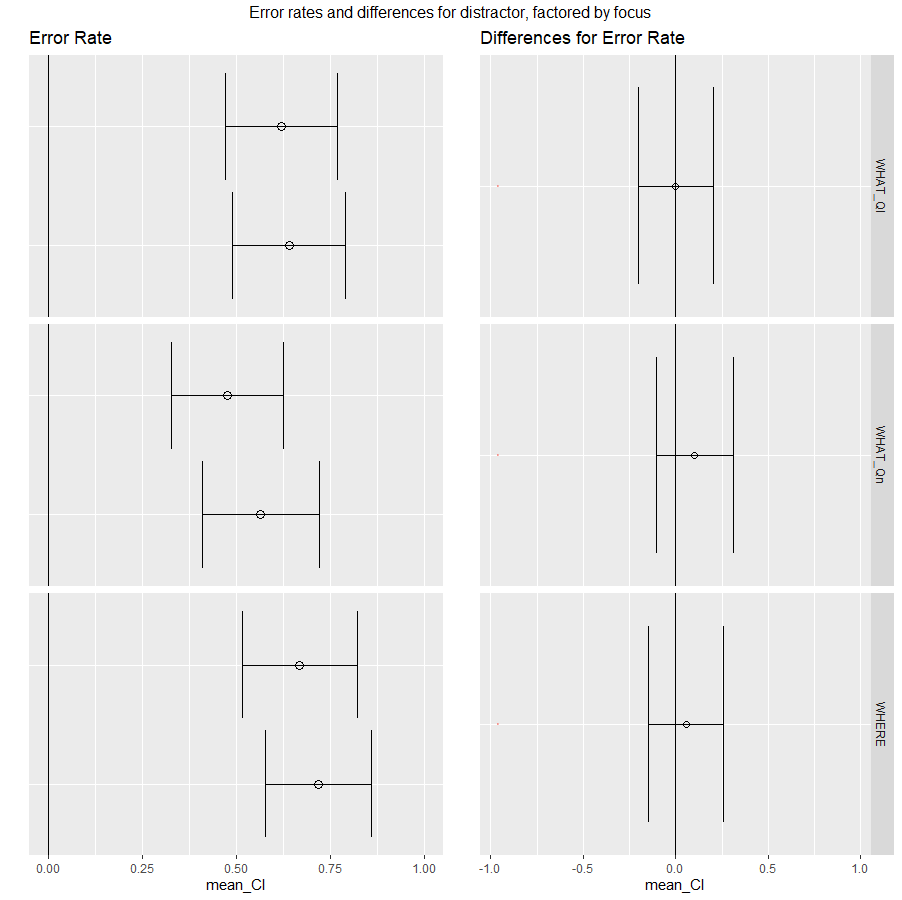 Error rates and differences for distractor, factored by focus
Error Rate
Differences for Error Rate
WHAT_QI
WHAT_Qn
WHERE
0.00 0.25 0.50 0.75 1.00
mean_CI
-1.0 -0.5 0.0 0.5 1.0
mean_CI